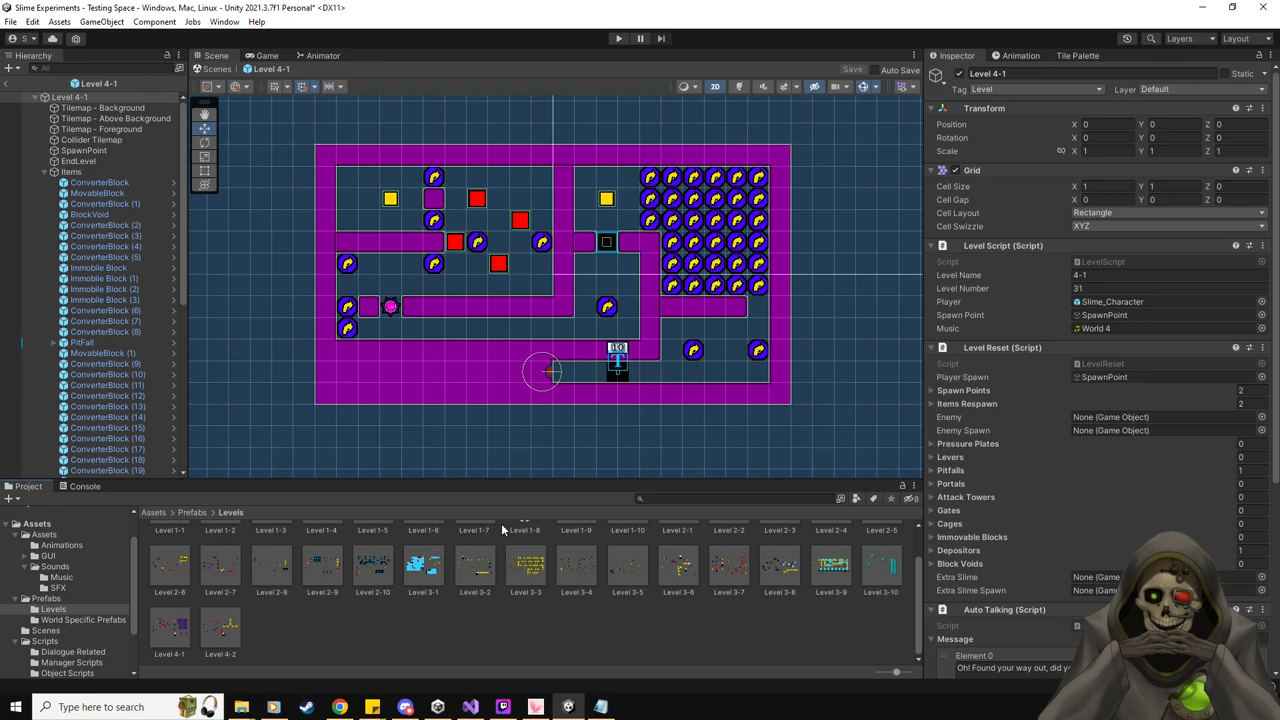 Slime Experiments - Testing Space - Windows, Mac, Linux - Unity 2021.3.7f1 Personal* <DX11>
File Edit Assets GameObject Component Jobs Window Help
S Layers Layout
Hierarchy Scene Game Animator Inspector Animation Tile Palette
All Scenes Level 4-1 Save Auto Save
Level 4-1
2D
Level 4-1
Tilemap - Background
Tilemap - Above Background
Tilemap - Foreground
Collider Tilemap
SpawnPoint
EndLevel
Items
ConverterBlock
MovableBlock
ConverterBlock (1)
BlockVoid
ConverterBlock (2)
ConverterBlock (3)
ConverterBlock (4)
ConverterBlock (5)
Immobile Block
Immobile Block (1)
Immobile Block (2)
Immobile Block (3)
ConverterBlock (6)
ConverterBlock (7)
ConverterBlock (8)
PitFall
MovableBlock (1)
ConverterBlock (9)
ConverterBlock (10)
ConverterBlock (11)
ConverterBlock (12)
ConverterBlock (13)
ConverterBlock (14)
ConverterBlock (15)
ConverterBlock (16)
ConverterBlock (17)
ConverterBlock (18)
ConverterBlock (19)
10
T
Level 4-1 Static
Tag Level Layer Default
Transform
Position X 0 Y 0 Z 0
Rotation X 0 Y 0 Z 0
Scale X 1 Y 1 Z 1
Grid
Cell Size X 1 Y 1 Z 0
Cell Gap X 0 Y 0 Z 0
Cell Layout Rectangle
Cell Swizzle XYZ
Level Script (Script)
Script LevelScript
Level Name 4-1
Level Number 31
Player Slime_Character
Spawn Point SpawnPoint
Music World 4
Level Reset (Script)
Script LevelReset
Player Spawn SpawnPoint
Spawn Points 2
Items Respawn 2
Enemy None (Game Object)
Enemy Spawn None (Game Object)
Pressure Plates 0
Levers 0
Pitfalls 1
Portals 0
Attack Towers 0
Gates 0
Cages 0
Immovable Blocks 0
Depositors 1
Block Voids 0
Extra Slime None (Game
Extra Slime Spawn None (Game
Auto Talking (Script)
Script
Message
Element 0
Oh! Found your way out, did yo
Project Console
8
Assets
Assets
Animations
GUI
Sounds
Music
SFX
Prefabs
Levels
World Specific Prefabs
Scenes
Scripts
Dialogue Related
Manager Scripts
Object Scripts
Assets Prefabs Levels
Level 1-1 Level 1-2 Level 1-3 Level 1-4 Level 1-5 Level 1-6 Level 1-7 Level 1-8 Level 1-9 Level 1-10 Level 2-1 Level 2-2 Level 2-3 Level 2-4 Level 2-5
Level 2-6 Level 2-7 Level 2-8 Level 2-9 Level 2-10 Level 3-1 Level 3-2 Level 3-3 Level 3-4 Level 3-5 Level 3-6 Level 3-7 Level 3-8 Level 3-9 Level 3-10
Level 4-1 Level 4-2
Type here to search